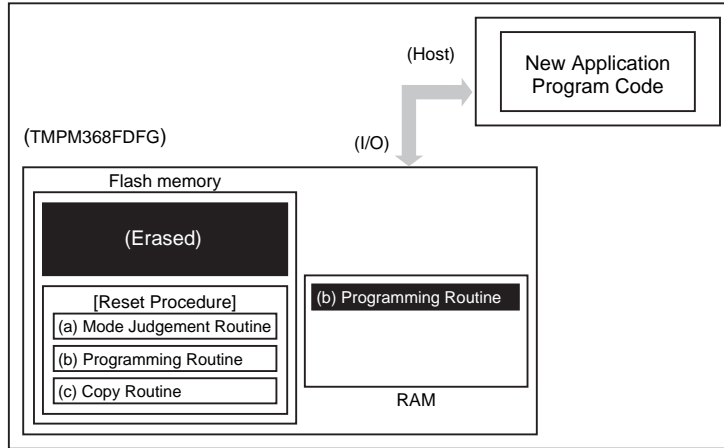 (Host)
New Application
Program Code
(TMPM368FDFG)
(I/O)
Flash memory
(Erased)
[Reset Procedure]
(a) Mode Judgement Routine
(b) Programming Routine
(c) Copy Routine
(b) Programming Routine
RAM